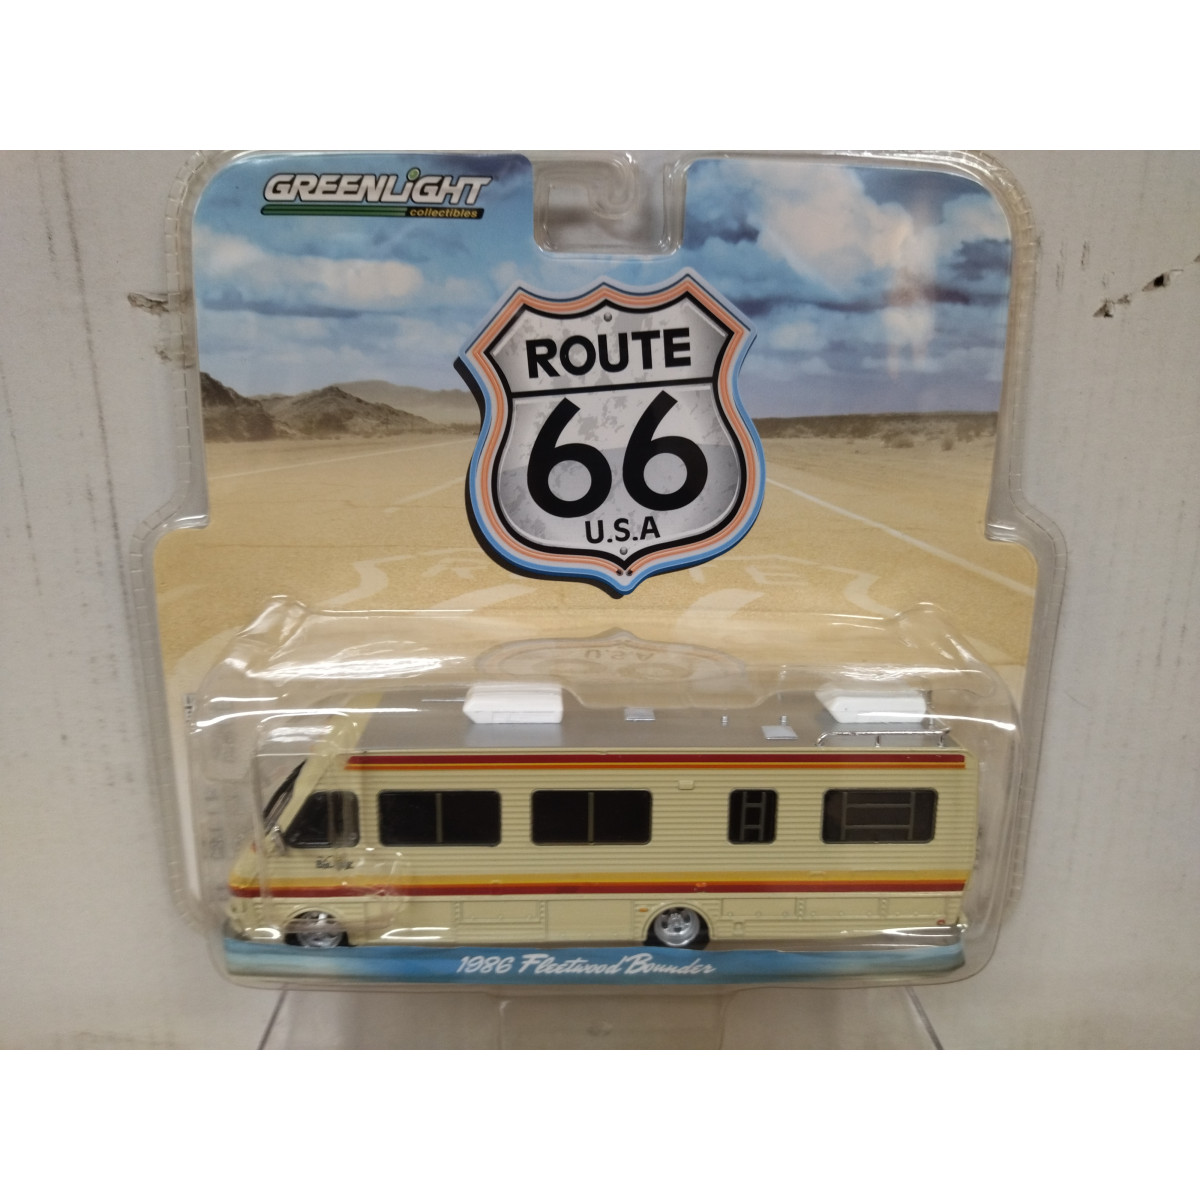 GREENLiGHT
collectibles
ROUTE
66
U.S.A
U.S.A
1986 Fleetwood Bounder